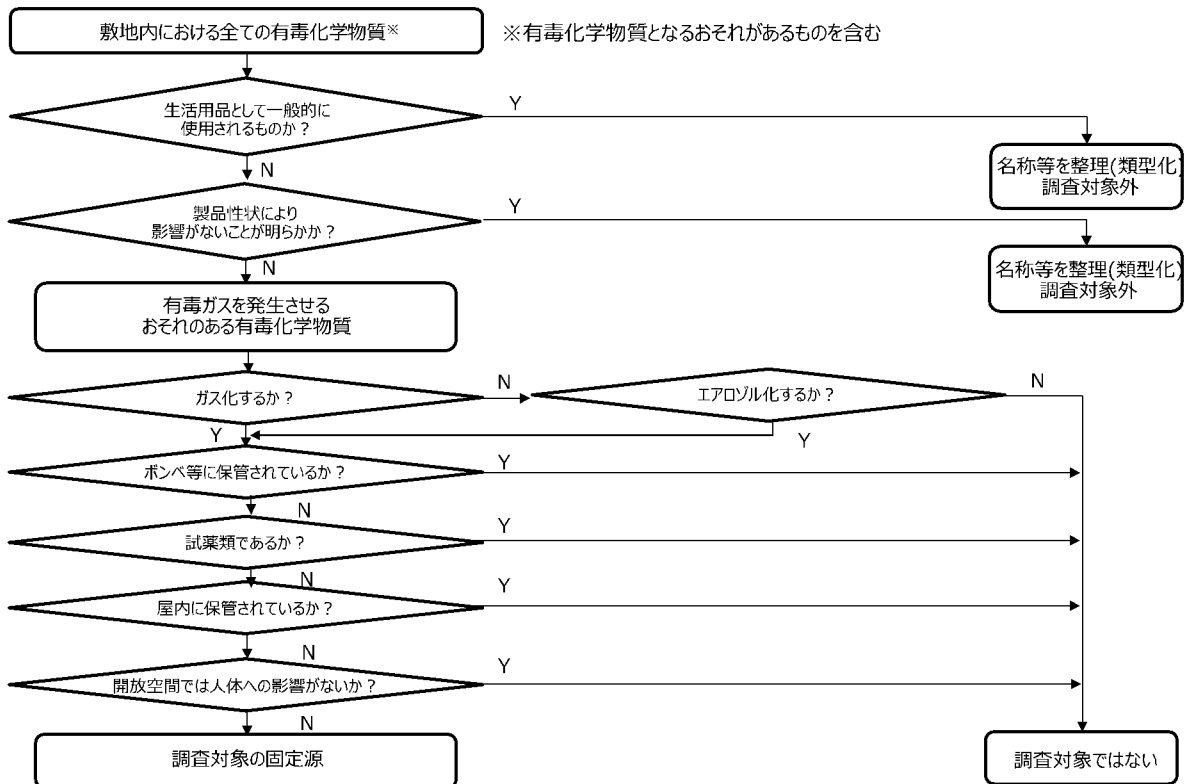 敷地内における全ての有毒化学物質※
※有毒化学物質となるおそれがあるものを含む
生活用品として一般的に
使用されるものか？
Y
N
名称等を整理(類型化)
調査対象外
製品性状により
影響がないことが明らかか？
Y
N
名称等を整理(類型化)
調査対象外
有毒ガスを発生させる
おそれのある有毒化学物質
ガス化するか？
N
エアロゾル化するか？
N
Y
Y
ボンベ等に保管されているか？
Y
N
試薬類であるか？
Y
N
屋内に保管されているか？
Y
N
開放空間では人体への影響がないか？
Y
N
調査対象の固定源
調査対象ではない